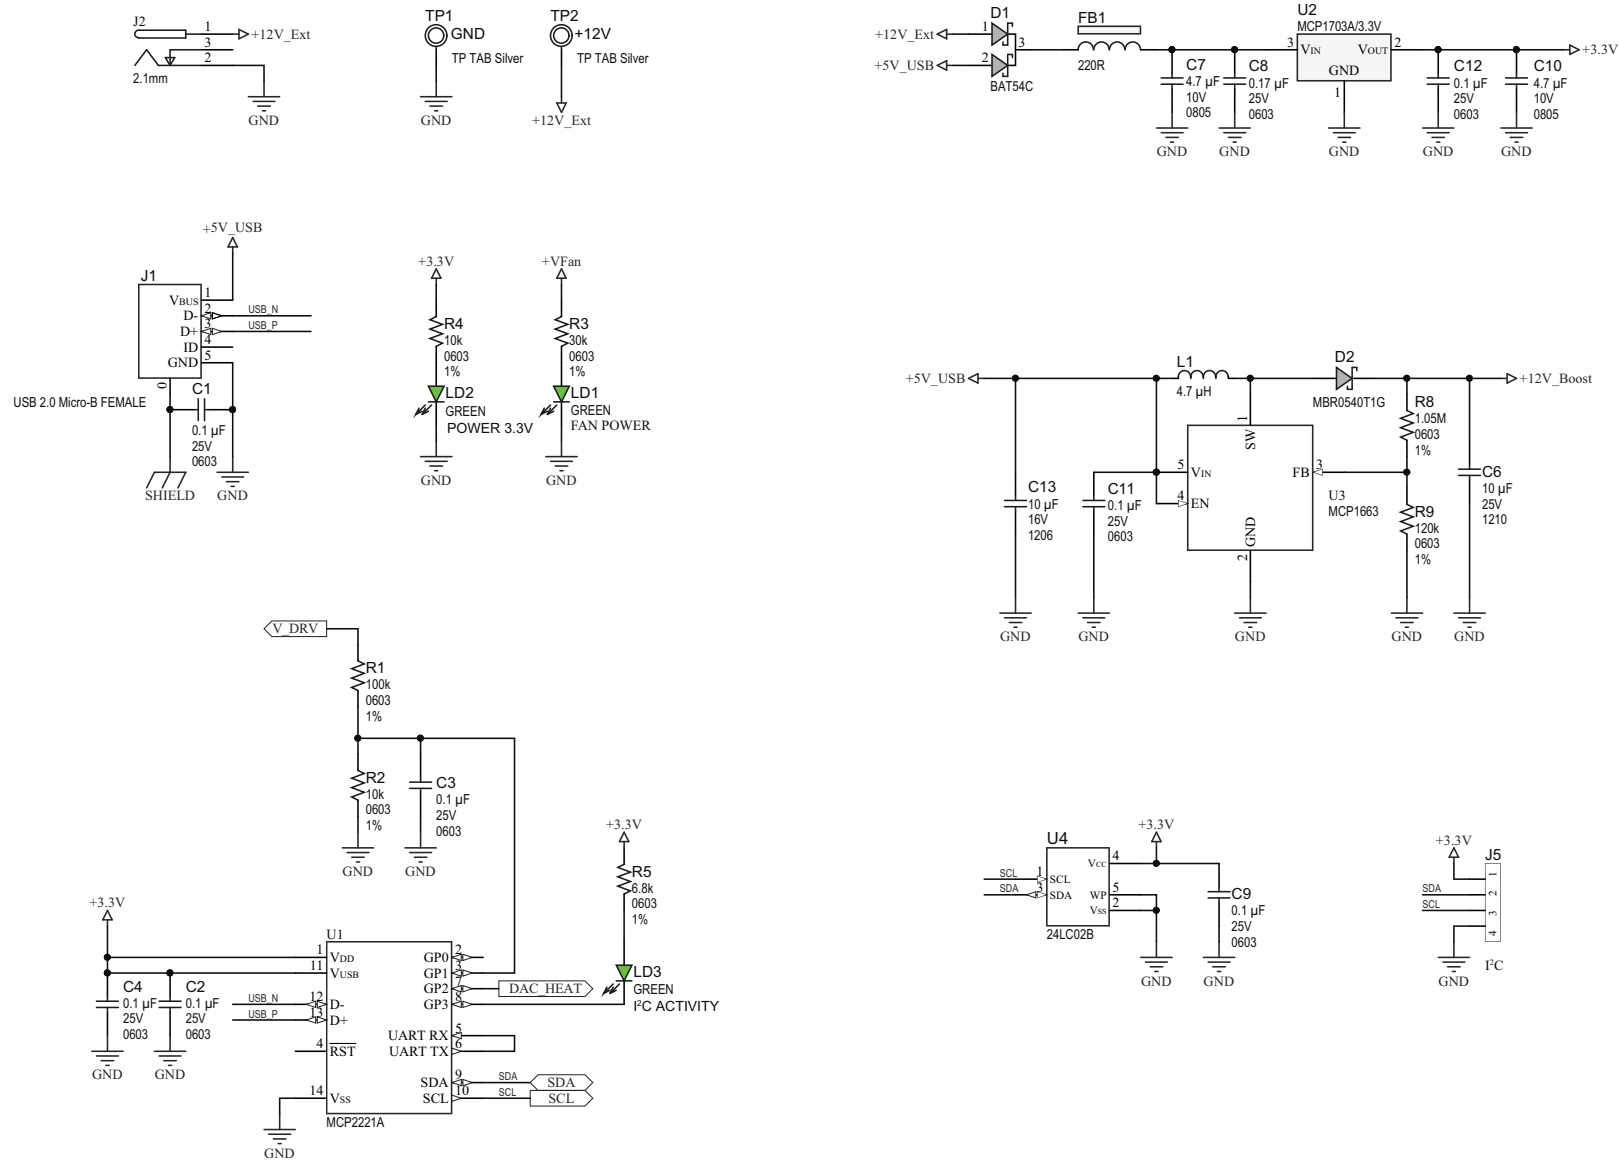 J2
1
+12V_Ext
3
2
2.1mm
GND
TP1
GND
TP TAB Silver
GND
TP2
+12V
TP TAB Silver
+12V_Ext
D1
+12V_Ext
1
3
+5V_USB
2
BAT54C
FB1
220R
C7
4.7 µF
10V
0805
GND
C8
0.17 µF
25V
0603
GND
U2
MCP1703A/3.3V
3
VIN
VOUT
2
GND
1
GND
C12
0.1 µF
25V
0603
GND
C10
4.7 µF
10V
0805
GND
+3.3V
+5V_USB
J1
VBUS
1
D-
2
USB_N
D+
3
USB_P
ID
4
GND
5
0
USB 2.0 Micro-B FEMALE
C1
0.1 µF
25V
0603
SHIELD
GND
+3.3V
R4
10k
0603
1%
LD2
GREEN
POWER 3.3V
GND
+VFan
R3
30k
0603
1%
LD1
GREEN
FAN POWER
GND
+5V_USB
L1
4.7 µH
D2
MBR0540T1G
+12V_Boost
R8
1.05M
0603
1%
C13
10 µF
16V
1206
GND
C11
0.1 µF
25V
0603
GND
1
SW
5
VIN
4
EN
FB
3
GND
2
U3
MCP1663
GND
R9
120k
0603
1%
GND
C6
10 µF
25V
1210
GND
V_DRV
R1
100k
0603
1%
R2
10k
0603
1%
GND
C3
0.1 µF
25V
0603
GND
+3.3V
R5
6.8k
0603
1%
LD3
GREEN
I²C ACTIVITY
+3.3V
C4
0.1 µF
25V
0603
GND
C2
0.1 µF
25V
0603
GND
U1
1
VDD
11
VUSB
USB_N
12
D-
USB_P
13
D+
4
RST
14
VSS
GND
GP0
2
GP1
3
GP2
7
DAC_HEAT
GP3
8
UART RX
5
UART TX
6
SDA
9
SDA
SDA
SCL
10
SCL
SCL
MCP2221A
U4
SCL
1
SCL
SDA
3
SDA
VCC
4
WP
5
VSS
2
24LC02B
+3.3V
GND
C9
0.1 µF
25V
0603
GND
+3.3V
J5
1
SDA
2
SCL
3
4
GND
I²C